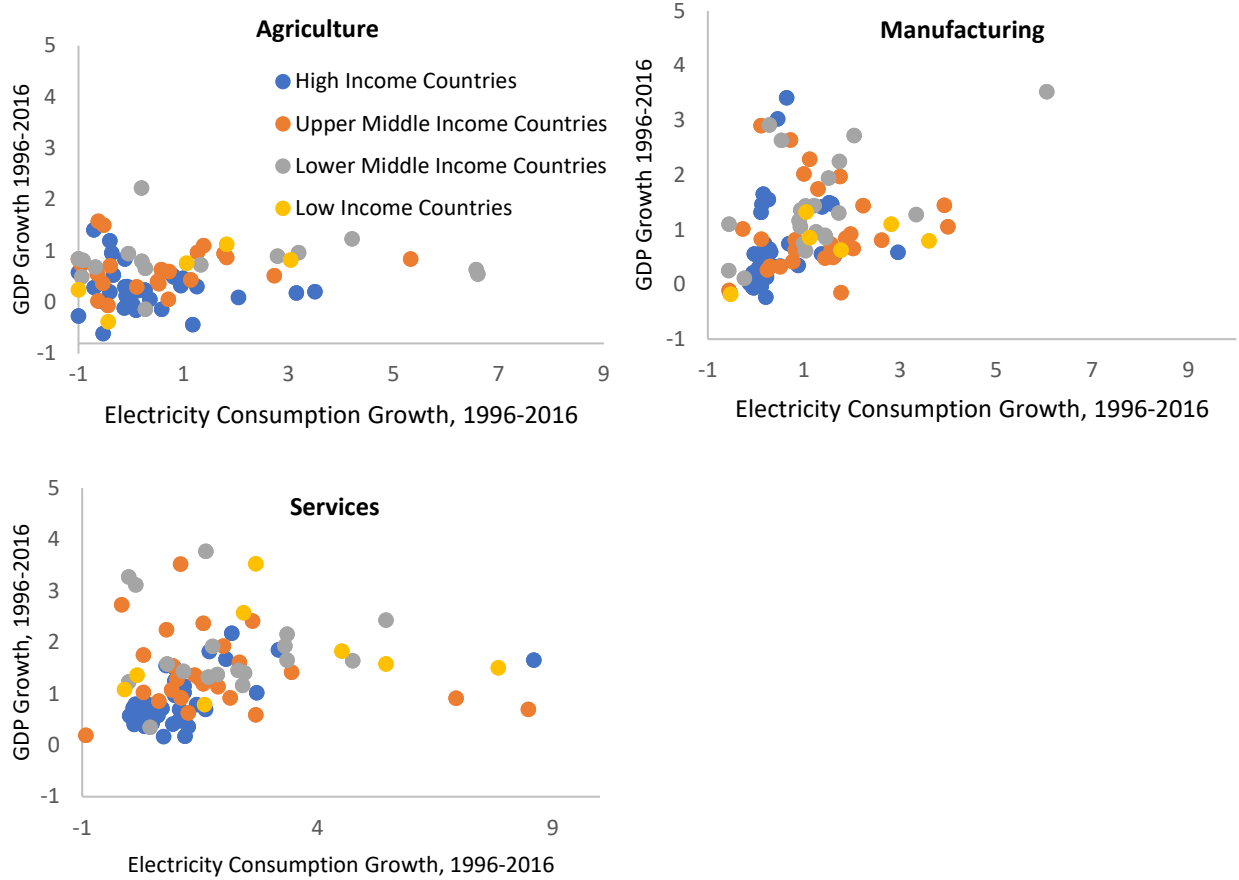 Agriculture
GDP Growth 1996-2016
5
4
3
2
1
0
-1
High Income Countries
Upper Middle Income Countries
Lower Middle Income Countries
Low Income Countries
-1 1 3 5 7 9
Electricity Consumption Growth, 1996-2016
Manufacturing
GDP Growth 1996-2016
5
4
3
2
1
0
-1
-1 1 3 5 7 9
Electricity Consumption Growth, 1996-2016
Services
GDP Growth, 1996-2016
5
4
3
2
1
0
-1
-1 4 9
Electricity Consumption Growth, 1996-2016